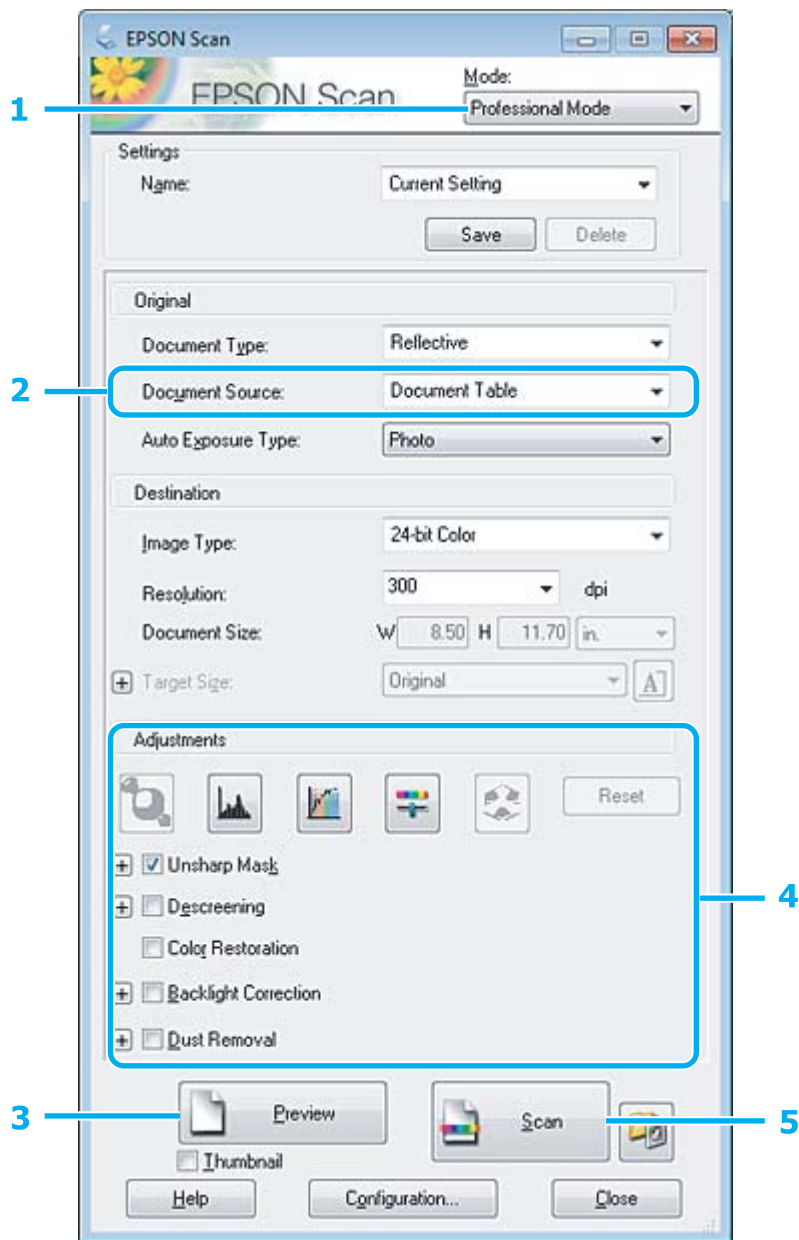 EPSON Scan
EPSON Scan
Mode:
1
Professional Mode
Settings
Name:
Current Setting
Save
Delete
Original
Document Type:
Reflective
2
Document Source:
Document Table
Auto Exposure Type:
Photo
Destination
Image Type:
24-bit Color
Resolution:
300
dpi
Document Size:
W 8.50 H 11.70 in.
Target Size:
Original
A
Adjustments
Reset
Unsharp Mask
4
Descreening
Color Restoration
Backlight Correction
Dust Removal
3
Preview
Scan
5
Thumbnail
Help
Configuration...
Close